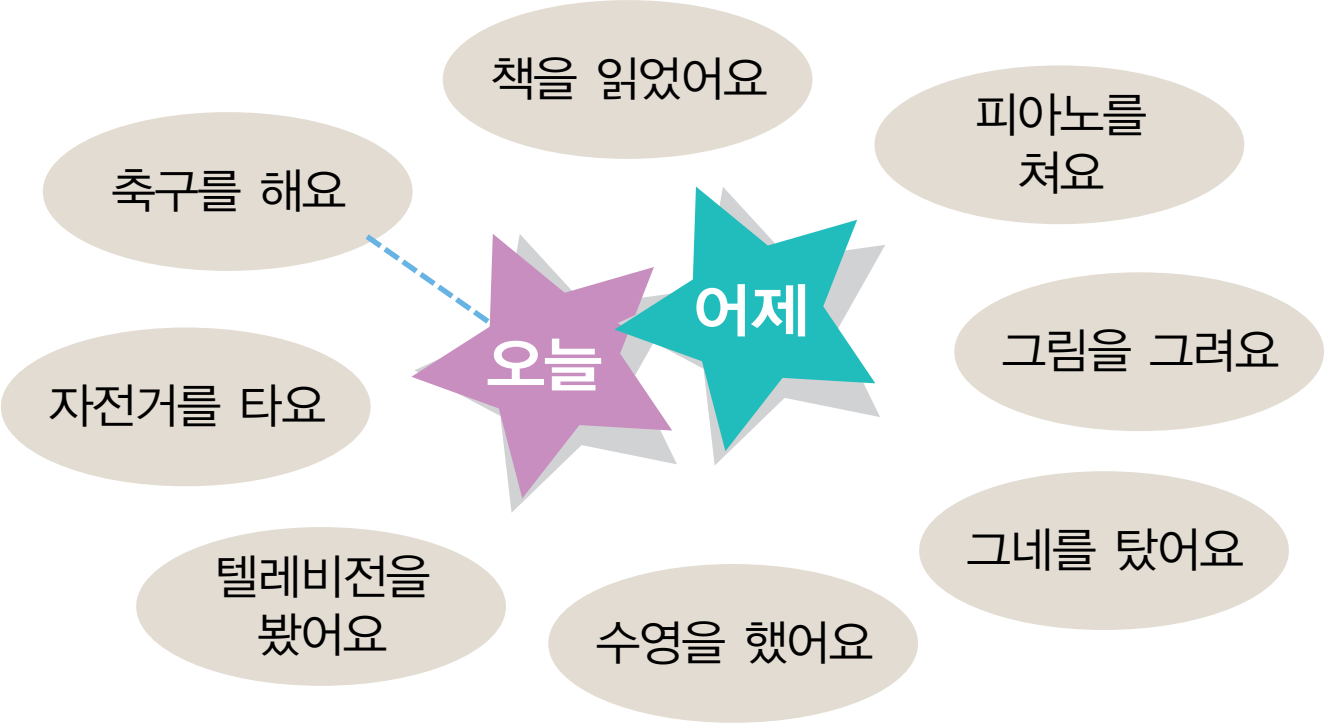 책을 읽었어요
피아노를
쳐요
축구를 해요
어제
오늘
그림을 그려요
자전거를 타요
그네를 탔어요
텔레비전을
봤어요
수영을 했어요